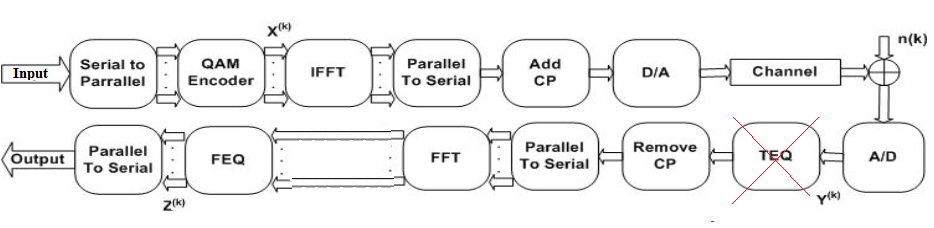 X(k)
n(k)
Input
Serial to
Parrallel
QAM
Encoder
IFFT
Parallel
To Serial
Add
CP
D/A
Channel
Output
Parallel
To Serial
FEQ
FFT
Parallel
To Serial
Remove
CP
TEQ
A/D
Z(k)
Y(k)